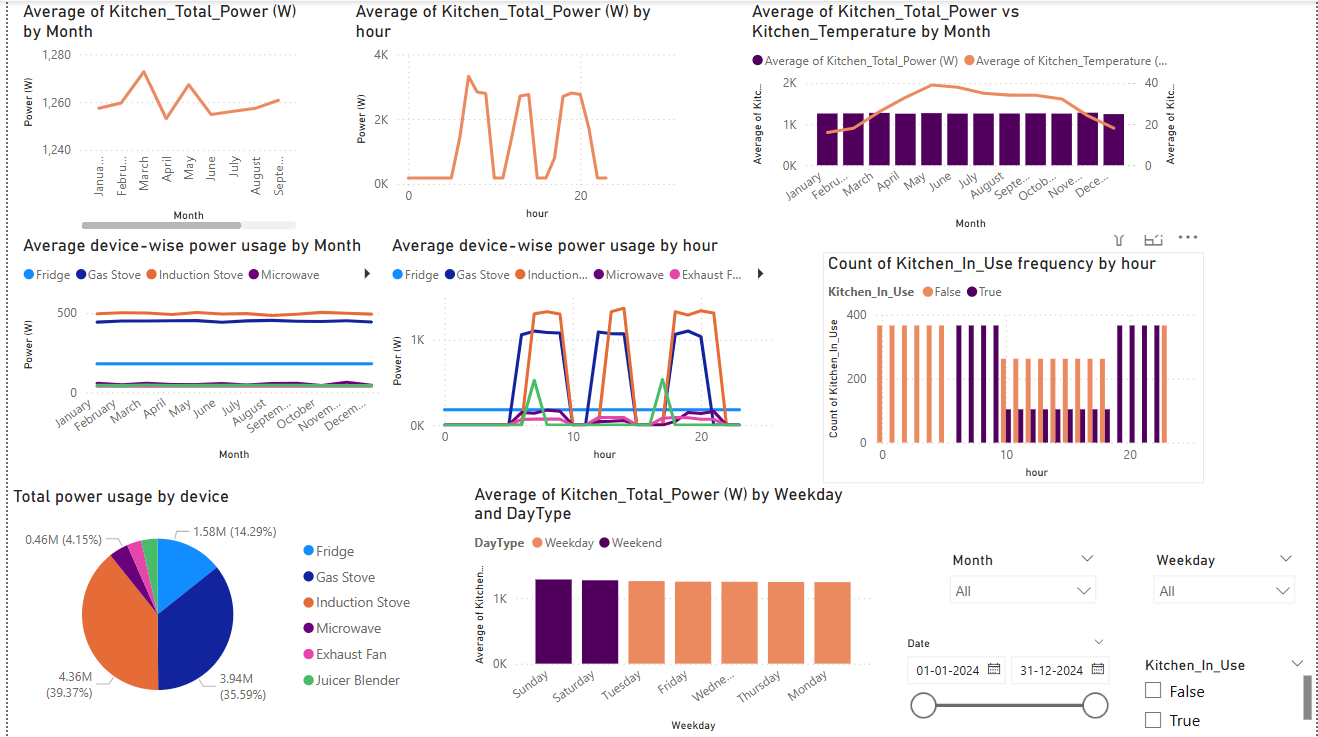 Average of Kitchen_Total_Power (W)
by Month
1,280
1,260
1,240
Power (W)
Janua...
Febru...
March
April
May
June
July
August
Septe...
Month
Average of Kitchen_Total_Power (W) by
hour
4K
2K
0K
Power (W)
0
20
hour
Average of Kitchen_Total_Power vs
Kitchen_Temperature by Month
Average of Kitchen_Total_Power (W)
Average of Kitchen_Temperature (...
2K
1K
0K
40
20
0
Average of Kitc...
Average of Kitc...
January
Febru...
March
April
May
June
July
August
Septe...
Octob...
Nove...
Dece...
Month
Average device-wise power usage by Month
Fridge
Gas Stove
Induction Stove
Microwave
500
0
Power (W)
January
February
March
April
May
June
July
August
Septem...
October
Novem...
Decem...
Month
Average device-wise power usage by hour
Fridge
Gas Stove
Induction...
Microwave
Exhaust F...
1K
0K
Power (W)
0
10
20
hour
Count of Kitchen_In_Use frequency by hour
Kitchen_In_Use
False
True
400
200
0
Count of Kitchen_In_Use
0
10
20
hour
Total power usage by device
1.58M (14.29%)
0.46M (4.15%)
4.36M
(39.37%)
3.94M
(35.59%)
Fridge
Gas Stove
Induction Stove
Microwave
Exhaust Fan
Juicer Blender
Average of Kitchen_Total_Power (W) by Weekday
and DayType
DayType
Weekday
Weekend
1K
0K
Average of Kitchen...
Sunday
Saturday
Tuesday
Friday
Wedne...
Thursday
Monday
Weekday
Month
All
Weekday
All
Date
01-01-2024
31-12-2024
Kitchen_In_Use
False
True